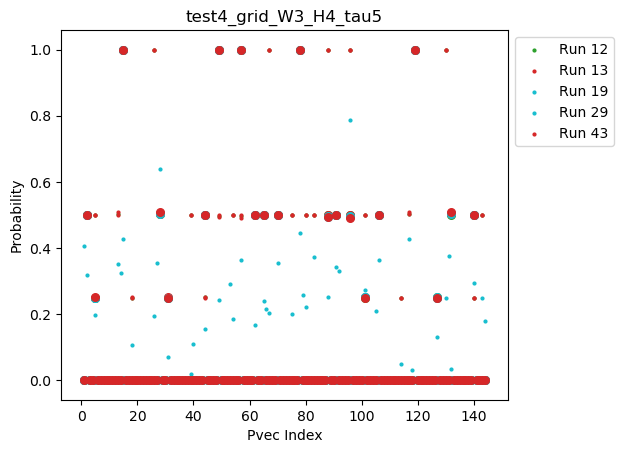 test4_grid_W3_H4_tau5
1.0
0.8
0.6
0.4
0.2
0.0
Probability
0
20
40
60
80
100
120
140
Pvec Index
Run 12
Run 13
Run 19
Run 29
Run 43